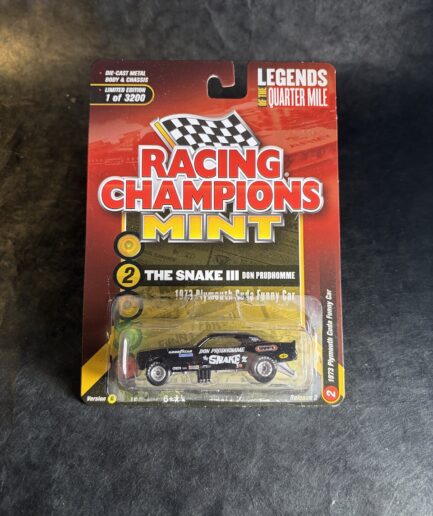 DIE-CAST METAL
BODY & CHASSIS
LIMITED EDITION
1 of 3200
LEGENDS
OF THE QUARTER MILE
RACING
CHAMPIONS
MINT
2 THE SNAKE III DON PRUDHOMME
1973 Plymouth Cuda Funny Car
GOODYEAR
DON PRUDHOMME
SNAKE
Version A
Release 2
2 1973 Plymouth Cuda Funny Car